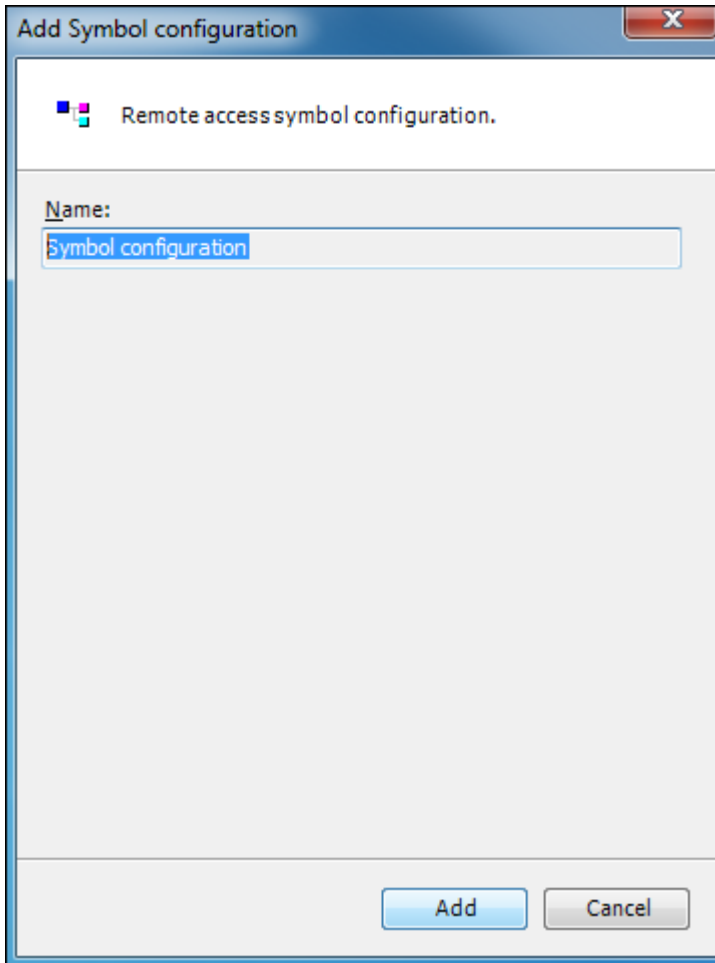 Add Symbol configuration
Remote access symbol configuration.
Name:
Symbol configuration
Add
Cancel